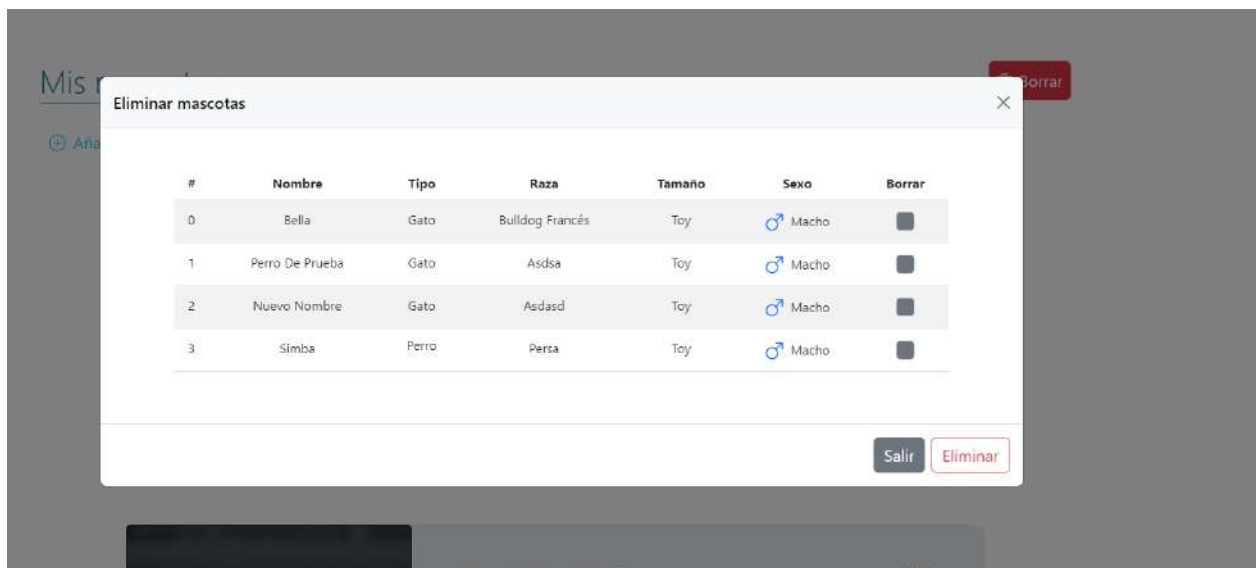 Mis
Borrar
Eliminar mascotas
Aña
# Nombre Tipo Raza Tamaño Sexo Borrar
0 Bella Gato Bulldog Francés Toy Macho
1 Perro De Prueba Gato Asdsa Toy Macho
2 Nuevo Nombre Gato Asdasd Toy Macho
3 Simba Perro Persa Toy Macho
Salir Eliminar